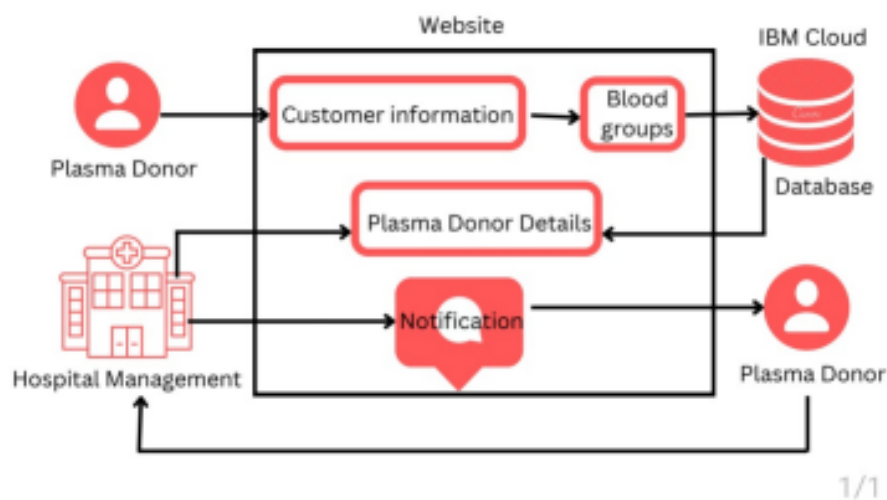 Website
IBM Cloud
Customer information
Blood
groups
Plasma Donor
Database
Plasma Donor Details
Notification
Hospital Management
Plasma Donor
1/1